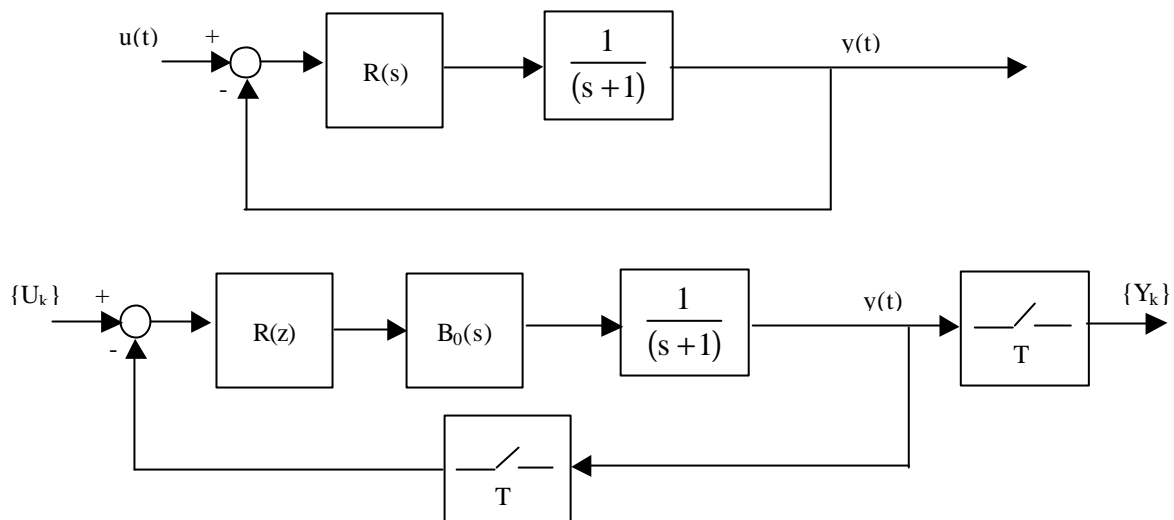 u(t)
+
-
R(s)
1
(s + 1)
y(t)
{U_k}
+
-
R(z)
B_0(s)
1
(s + 1)
y(t)
T
{Y_k}
T